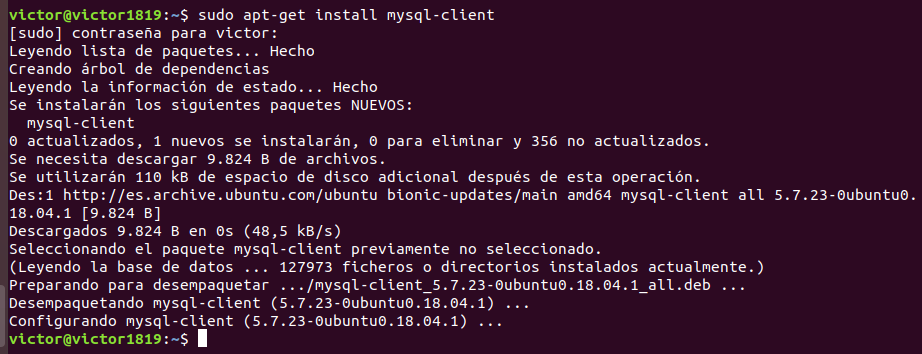 victor@victor1819:~$ sudo apt-get install mysql-client
[sudo] contraseña para victor:
Leyendo lista de paquetes... Hecho
Creando árbol de dependencias
Leyendo la información de estado... Hecho
Se instalarán los siguientes paquetes NUEVOS:
  mysql-client
0 actualizados, 1 nuevos se instalarán, 0 para eliminar y 356 no actualizados.
Se necesita descargar 9.824 B de archivos.
Se utilizarán 110 kB de espacio de disco adicional después de esta operación.
Des:1 http://es.archive.ubuntu.com/ubuntu bionic-updates/main amd64 mysql-client all 5.7.23-0ubuntu0.
18.04.1 [9.824 B]
Descargados 9.824 B en 0s (48,5 kB/s)
Seleccionando el paquete mysql-client previamente no seleccionado.
(Leyendo la base de datos ... 127973 ficheros o directorios instalados actualmente.)
Preparando para desempaquetar .../mysql-client_5.7.23-0ubuntu0.18.04.1_all.deb ...
Desempaquetando mysql-client (5.7.23-0ubuntu0.18.04.1) ...
Configurando mysql-client (5.7.23-0ubuntu0.18.04.1) ...
victor@victor1819:~$